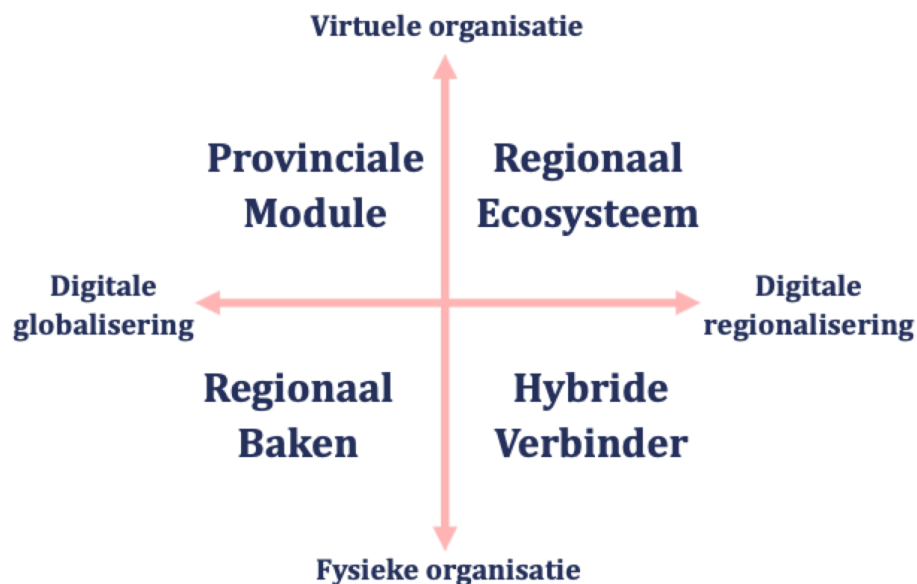 Virtuele organisatie
Provinciale
Module
Regionaal
Ecosysteem
Digitale
globalisering
Digitale
regionalisering
Regionaal
Baken
Hybride
Verbinder
Fysieke organisatie